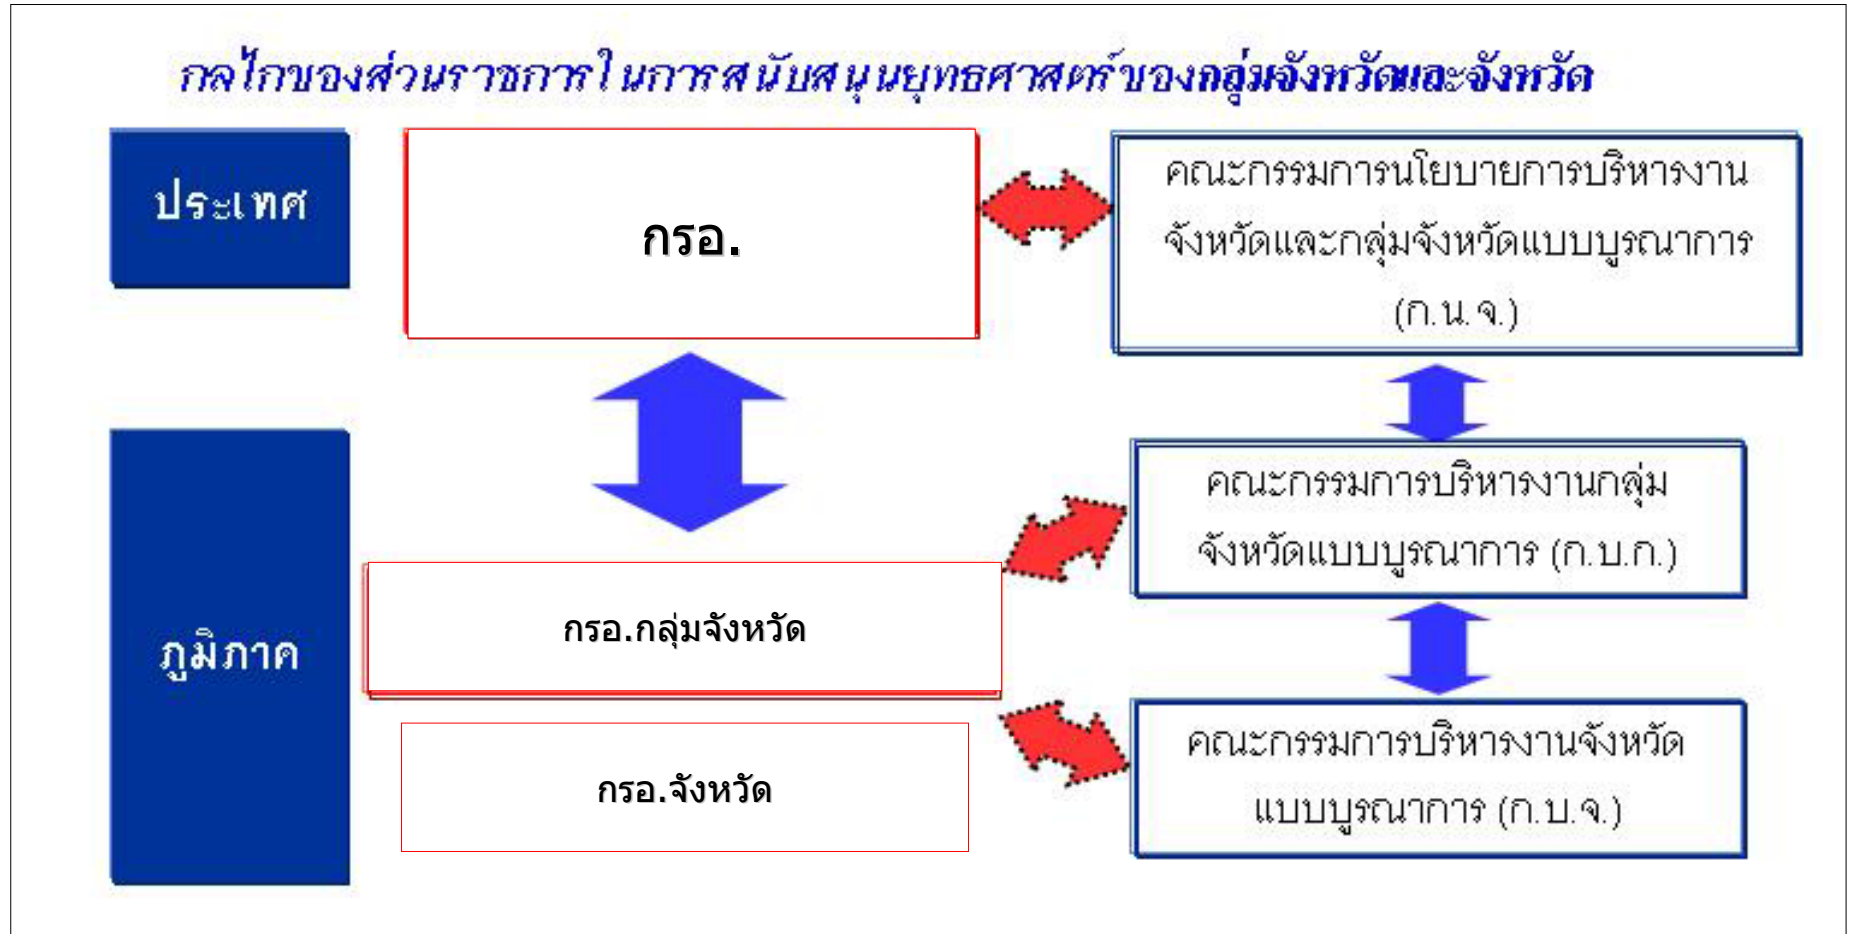 กลไกของส่วนราชการในการสนับสนุนยุทธศาสตร์ของกลุ่มจังหวัดและจังหวัด
ประเทศ
กรอ.
คณะกรรมการนโยบายการบริหารงาน
จังหวัดและกลุ่มจังหวัดแบบบูรณาการ
(ก.น.จ.)
ภูมิภาค
คณะกรรมการบริหารงานกลุ่ม
จังหวัดแบบบูรณาการ (ก.บ.ก.)
กรอ.กลุ่มจังหวัด
คณะกรรมการบริหารงานจังหวัด
แบบบูรณาการ (ก.บ.จ.)
กรอ.จังหวัด